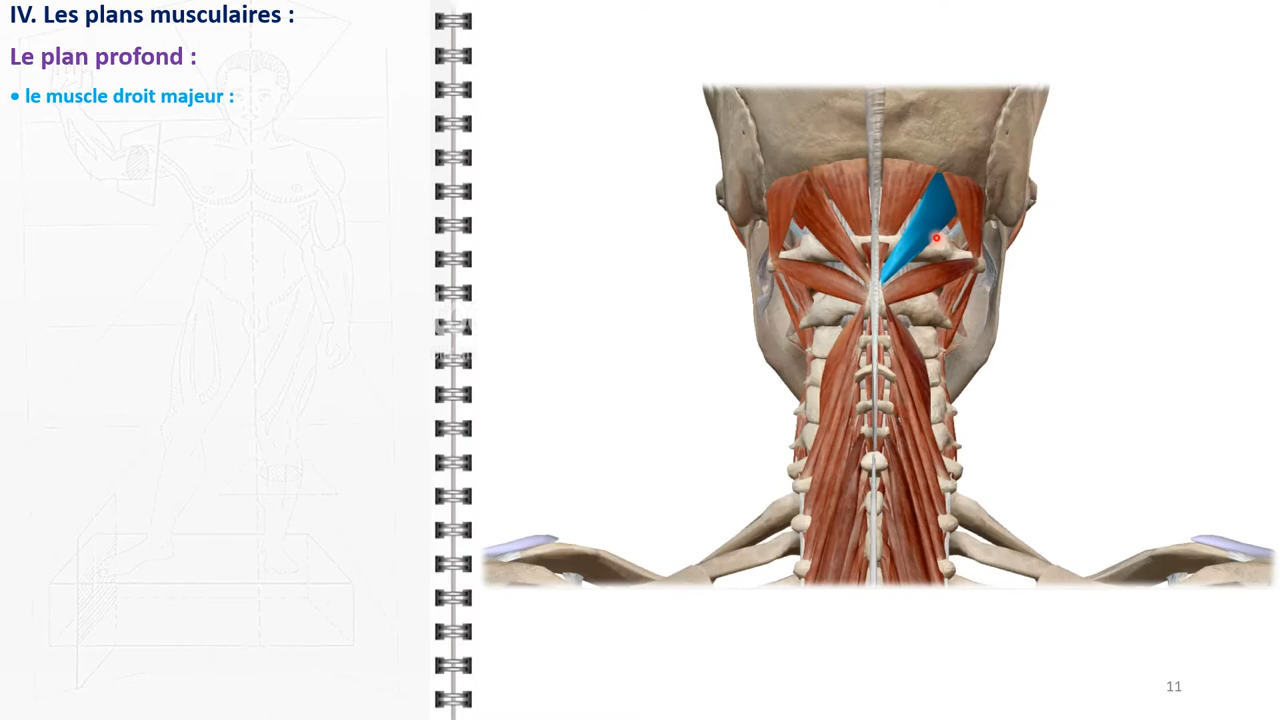 IV. Les plans musculaires :
Le plan profond :
• le muscle droit majeur :
11